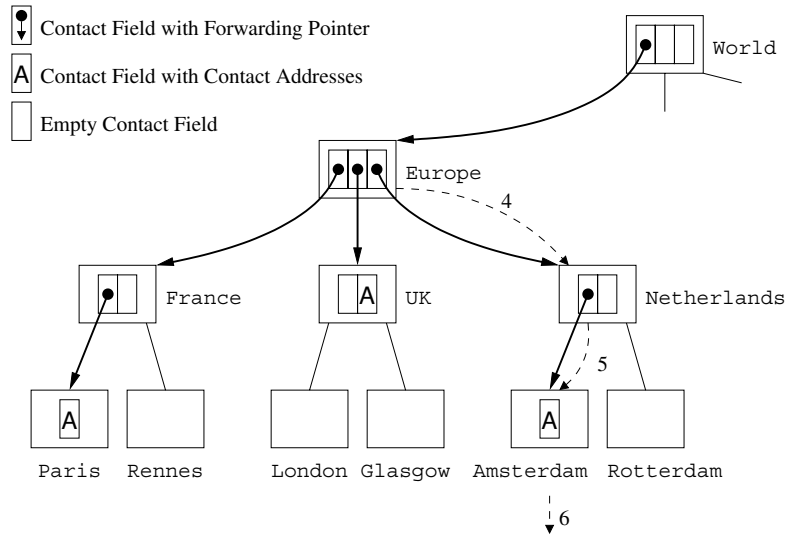 Contact Field with Forwarding Pointer
A Contact Field with Contact Addresses
Empty Contact Field
World
Europe
4
France
A UK
Netherlands
5
A
A
Paris Rennes London Glasgow Amsterdam Rotterdam
6